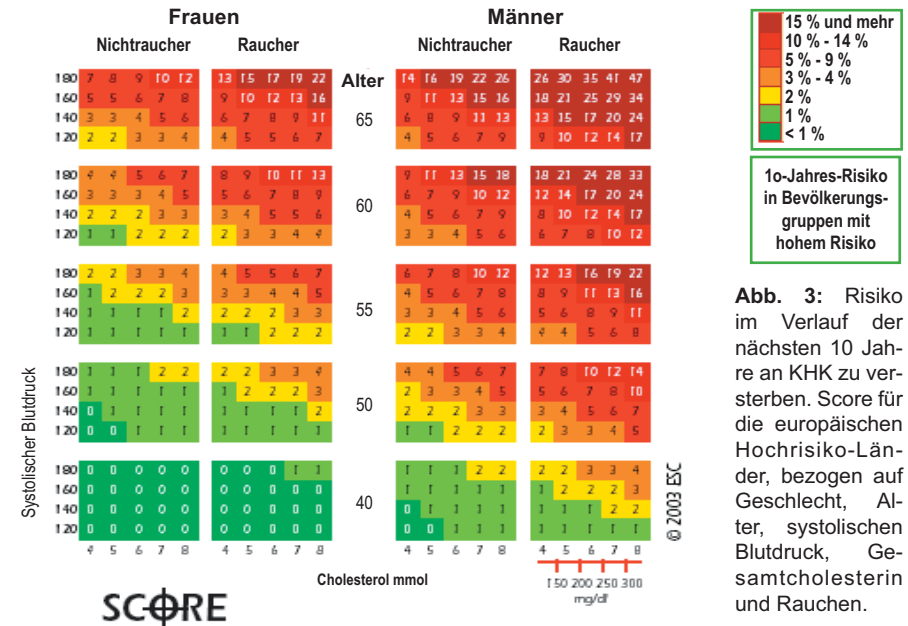 Frauen Männer
Nichtraucher Raucher Nichtraucher Raucher
Alter
180 7 8 9 10 12 13 15 17 19 22 14 16 19 22 26 26 30 35 41 47
160 5 5 6 7 8 9 10 12 13 16 9 11 13 15 16 18 21 25 29 34
65
140 3 3 4 5 6 6 7 8 9 11 6 8 9 11 13 13 15 17 20 24
120 2 2 3 3 4 4 5 5 6 7 4 5 6 7 9 9 10 12 14 17
180 4 4 5 6 7 8 9 10 11 13 9 11 13 15 18 18 21 24 28 33
160 3 3 3 4 5 5 6 7 8 9 6 7 9 10 12 12 14 17 20 24
60
140 2 2 2 3 3 3 4 5 5 6 4 5 6 7 9 8 10 12 14 17
120 1 1 2 2 2 2 3 3 4 4 3 3 4 5 6 6 7 8 10 12
180 2 2 3 3 4 4 5 5 6 7 6 7 8 10 12 12 13 16 19 22
160 1 2 2 2 3 3 3 4 4 5 4 5 6 7 8 8 9 11 13 16
55
140 1 1 1 1 2 2 2 2 3 3 3 3 4 5 6 5 6 8 9 11
120 1 1 1 1 1 1 1 2 2 2 2 2 3 3 4 4 4 5 6 8
180 1 1 1 2 2 2 2 3 3 4 4 4 5 6 7 7 8 10 12 14
160 1 1 1 1 1 1 2 2 2 3 2 3 3 4 5 5 6 7 8 10
50
140 0 1 1 1 1 1 1 1 1 2 2 2 2 3 3 3 4 5 6 7
120 0 0 1 1 1 1 1 1 1 1 1 1 2 2 2 2 3 3 4 5
180 0 0 0 0 0 0 0 0 1 1 1 1 1 2 2 2 2 3 3 4
160 0 0 0 0 0 0 0 0 0 0 1 1 1 1 1 1 2 2 2 3
40
140 0 0 0 0 0 0 0 0 0 0 0 1 1 1 1 1 1 1 2 2
120 0 0 0 0 0 0 0 0 0 0 0 0 1 1 1 1 1 1 1 1
4 5 6 7 8 4 5 6 7 8 4 5 6 7 8 4 5 6 7 8
Systolischer Blutdruck
Cholesterol mmol
150 200 250 300
mg/dl
SCORE
© 2003 ESC
15 % und mehr
10 % - 14 %
5 % - 9 %
3 % - 4 %
2 %
1 %
< 1 %
1o-Jahres-Risiko
in Bevölkerungs-
gruppen mit
hohem Risiko
Abb. 3: Risiko
im Verlauf der
nächsten 10 Jah-
re an KHK zu ver-
sterben. Score für
die europäischen
Hochrisiko-Län-
der, bezogen auf
Geschlecht, Al-
ter, systolischen
Blutdruck, Ge-
samtcholesterin
und Rauchen.